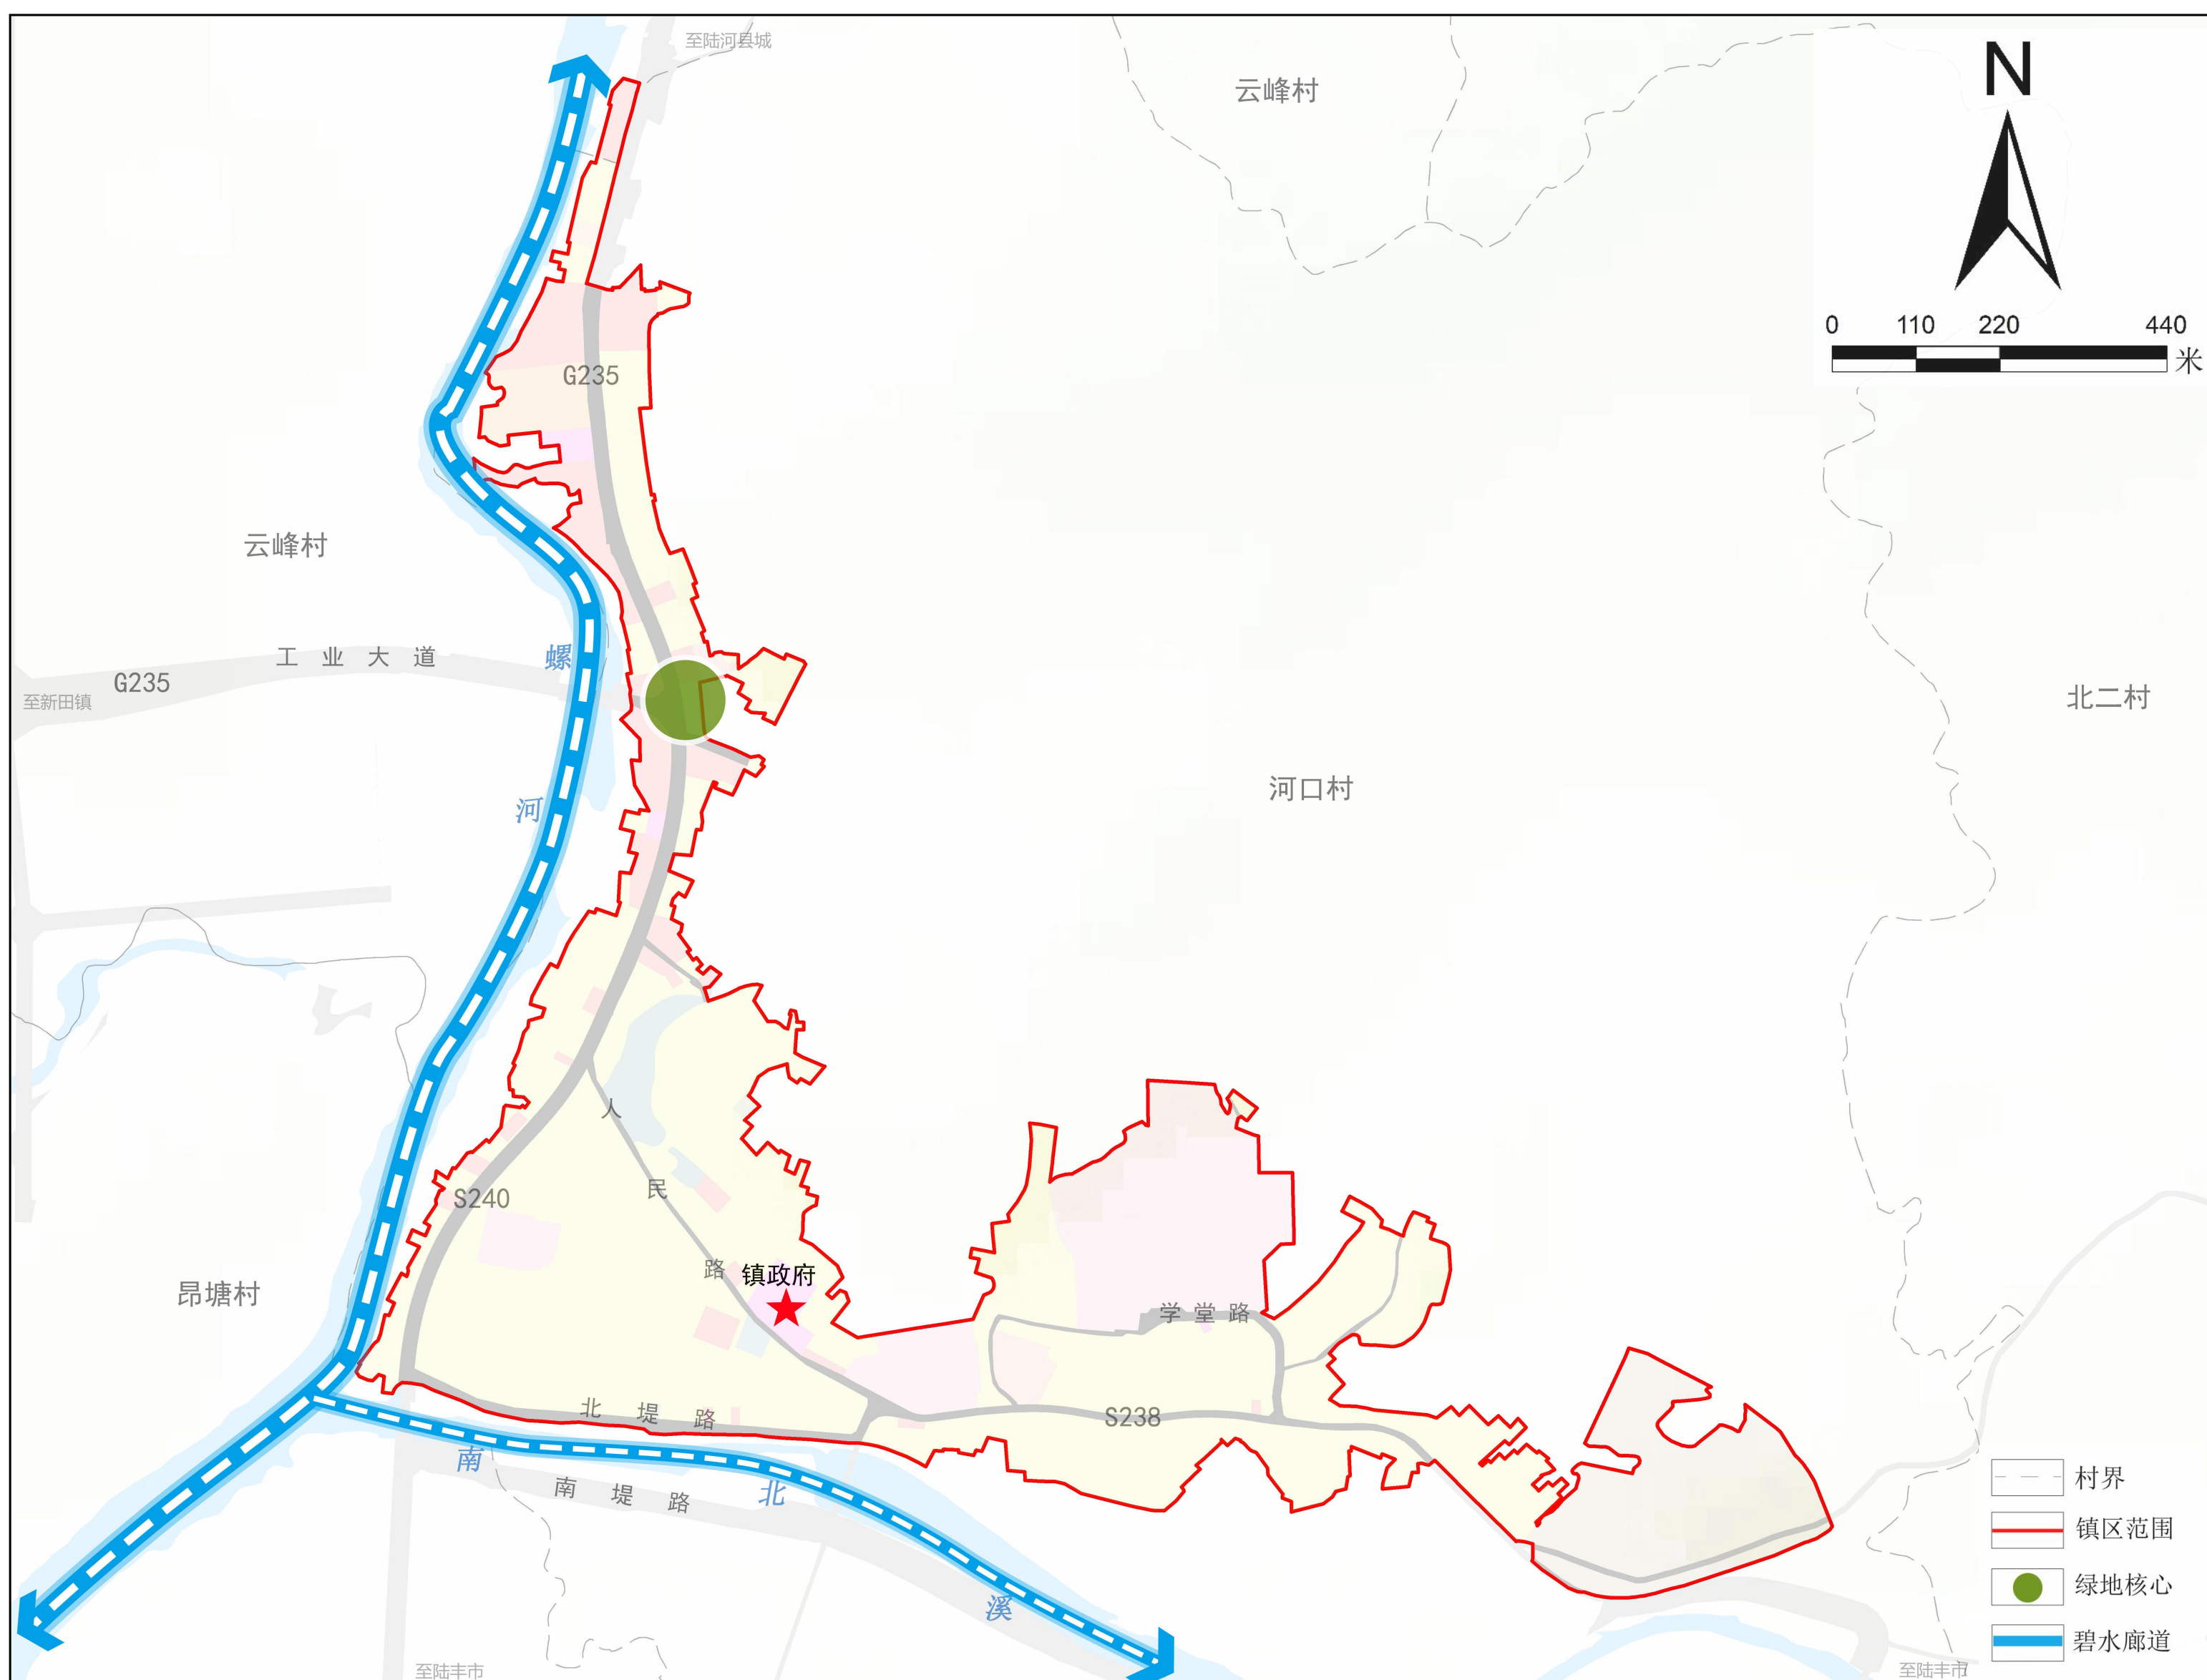 至陆河县城
云峰村
N
0 110 220 440
米
G235
云峰村
工业大道
G235
至新田镇
螺河
北二村
河口村
人民路
S240
镇政府
昂塘村
学堂路
北堤路
S238
南北溪
南堤路
村界
镇区范围
绿地核心
碧水廊道
至陆丰市
至陆丰市